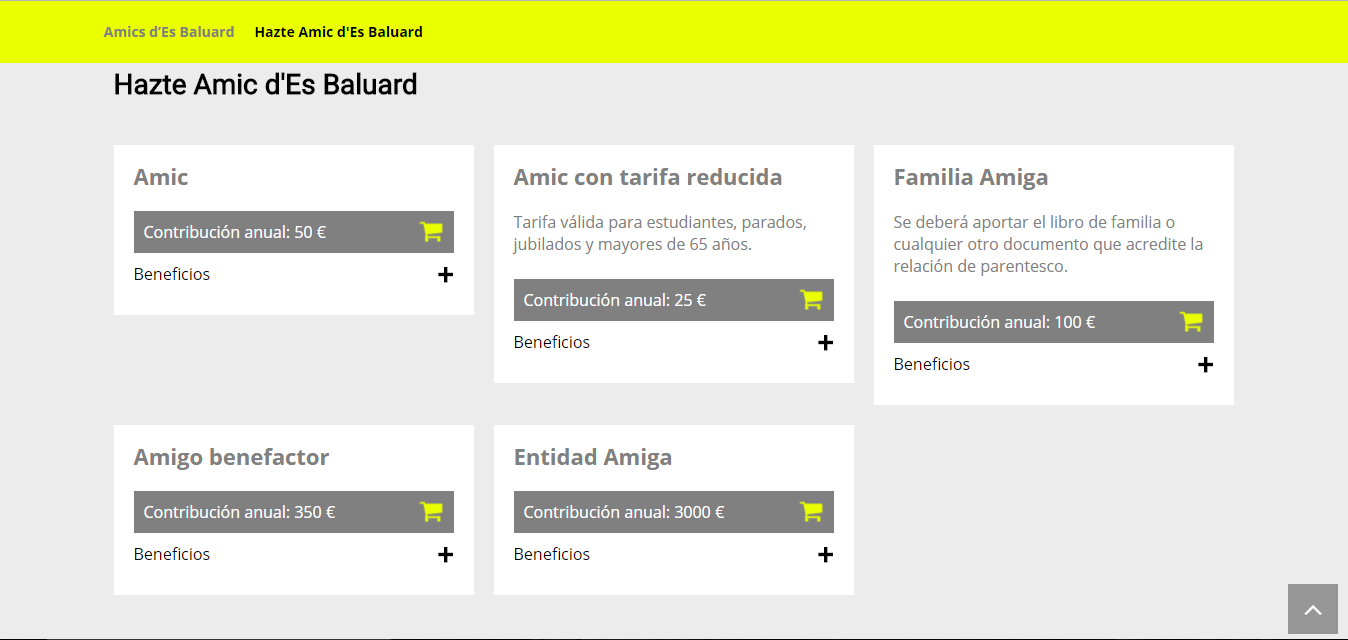 Amics d’Es Baluard Hazte Amic d'Es Baluard
Hazte Amic d'Es Baluard
Amic
Contribución anual: 50 €
Beneficios
Amic con tarifa reducida
Tarifa válida para estudiantes, parados,
jubilados y mayores de 65 años.
Contribución anual: 25 €
Beneficios
Familia Amiga
Se deberá aportar el libro de familia o
cualquier otro documento que acredite la
relación de parentesco.
Contribución anual: 100 €
Beneficios
Amigo benefactor
Contribución anual: 350 €
Beneficios
Entidad Amiga
Contribución anual: 3000 €
Beneficios